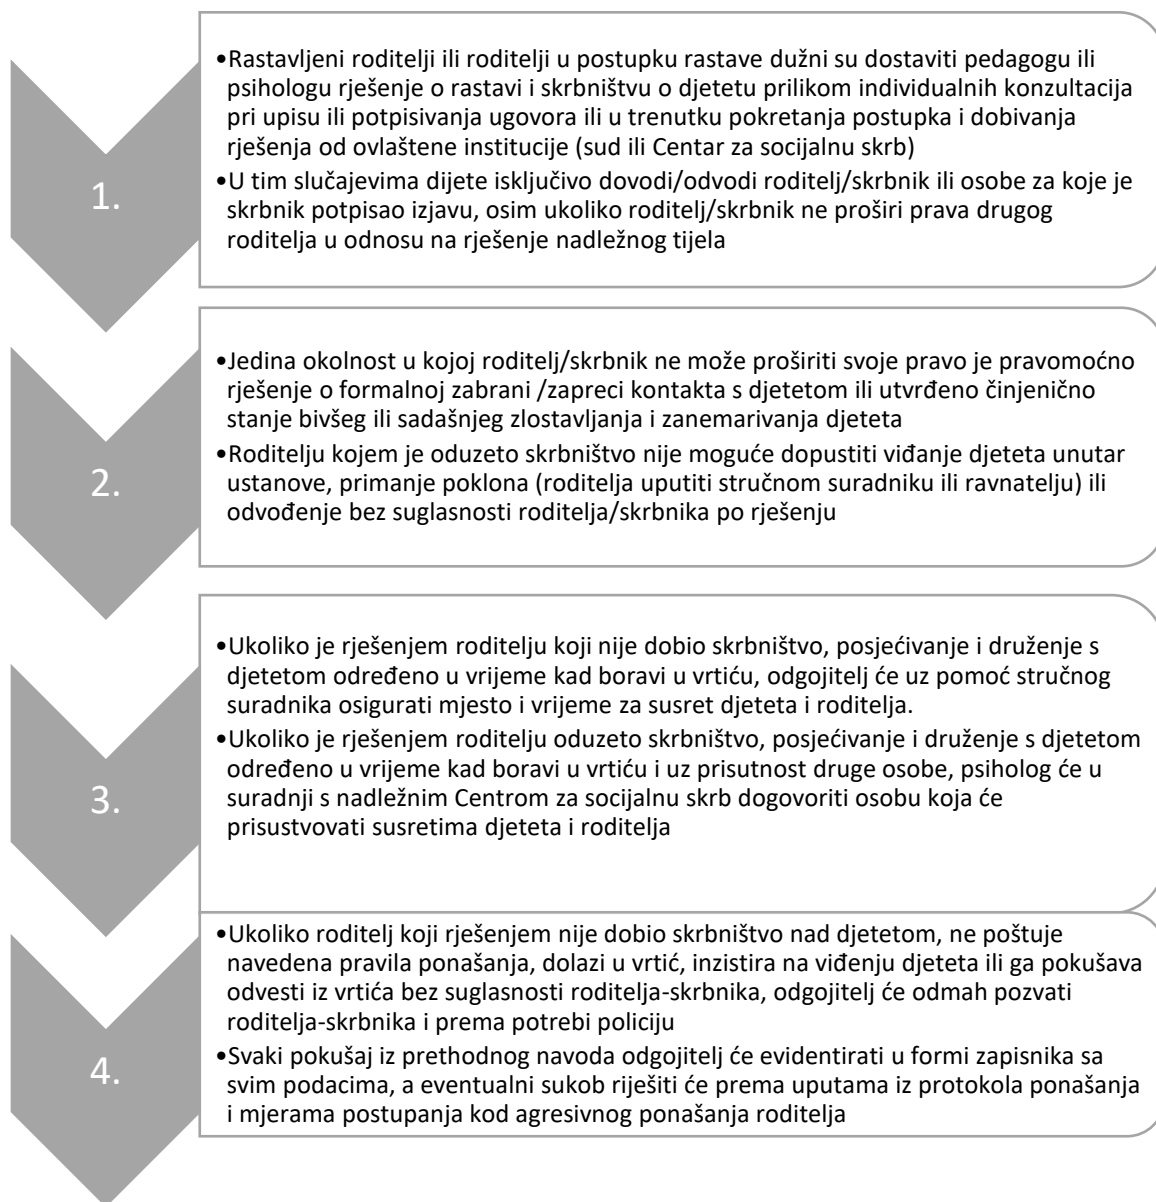 1.
•Rastavljeni roditelji ili roditelji u postupku rastave dužni su dostaviti pedagogu ili
psihologu rješenje o rastavi i skrbništvu o djetetu prilikom individualnih konzultacija
pri upisu ili potpisivanja ugovora ili u trenutku pokretanja postupka i dobivanja
rješenja od ovlaštene institucije (sud ili Centar za socijalnu skrb)
•U tim slučajevima dijete isključivo dovodi/odvodi roditelj/skrbnik ili osobe za koje je
skrbnik potpisao izjavu, osim ukoliko roditelj/skrbnik ne proširi prava drugog
roditelja u odnosu na rješenje nadležnog tijela
2.
•Jedina okolnost u kojoj roditelj/skrbnik ne može proširiti svoje pravo je pravomoćno
rješenje o formalnoj zabrani /zapreci kontakta s djetetom ili utvrđeno činjenično
stanje bivšeg ili sadašnjeg zlostavljanja i zanemarivanja djeteta
•Roditelju kojem je oduzeto skrbništvo nije moguće dopustiti viđanje djeteta unutar
ustanove, primanje poklona (roditelja uputiti stručnom suradniku ili ravnatelju) ili
odvođenje bez suglasnosti roditelja/skrbnika po rješenju
3.
•Ukoliko je rješenjem roditelju koji nije dobio skrbništvo, posjećivanje i druženje s
djetetom određeno u vrijeme kad boravi u vrtiću, odgojitelj će uz pomoć stručnog
suradnika osigurati mjesto i vrijeme za susret djeteta i roditelja.
•Ukoliko je rješenjem roditelju oduzeto skrbništvo, posjećivanje i druženje s djetetom
određeno u vrijeme kad boravi u vrtiću i uz prisutnost druge osobe, psiholog će u
suradnji s nadležnim Centrom za socijalnu skrb dogovoriti osobu koja će
prisustvovati susretima djeteta i roditelja
4.
•Ukoliko roditelj koji rješenjem nije dobio skrbništvo nad djetetom, ne poštuje
navedena pravila ponašanja, dolazi u vrtić, inzistira na viđenju djeteta ili ga pokušava
odvesti iz vrtića bez suglasnosti roditelja-skrbnika, odgojitelj će odmah pozvati
roditelja-skrbnika i prema potrebi policiju
•Svaki pokušaj iz prethodnog navoda odgojitelj će evidentirati u formi zapisnika sa
svim podacima, a eventualni sukob riješiti će prema uputama iz protokola ponašanja
i mjerama postupanja kod agresivnog ponašanja roditelja